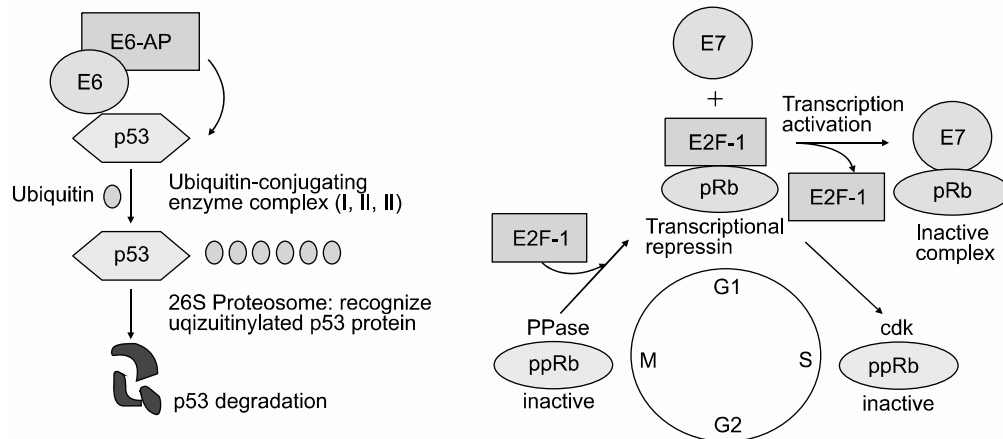 E6-AP
E6
p53
Ubiquitin
Ubiquitin-conjugating
enzyme complex (I, II, II)
p53
26S Proteosome: recognize
uqizuitinylated p53 protein
p53 degradation
E7
+
E2F-1
pRb
Transcriptional
repressin
Transcription
activation
E2F-1
E7
pRb
Inactive
complex
E2F-1
PPase
ppRb
inactive
G1
M
S
G2
cdk
ppRb
inactive